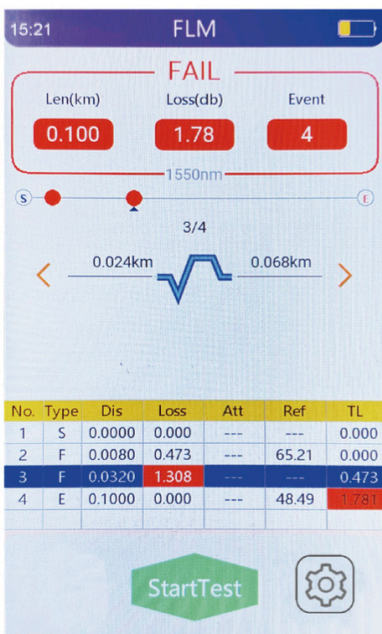 15:21 FLM
FAIL
Len(km) Loss(db) Event
0.100 1.78 4
1550nm
S E
3/4
0.024km 0.068km
No. Type Dis Loss Att Ref TL
1 S 0.0000 0.000 --- --- 0.000
2 F 0.0080 0.473 --- 65.21 0.000
3 F 0.0320 1.308 --- --- 0.473
4 E 0.1000 0.000 --- 48.49 1.781
StartTest